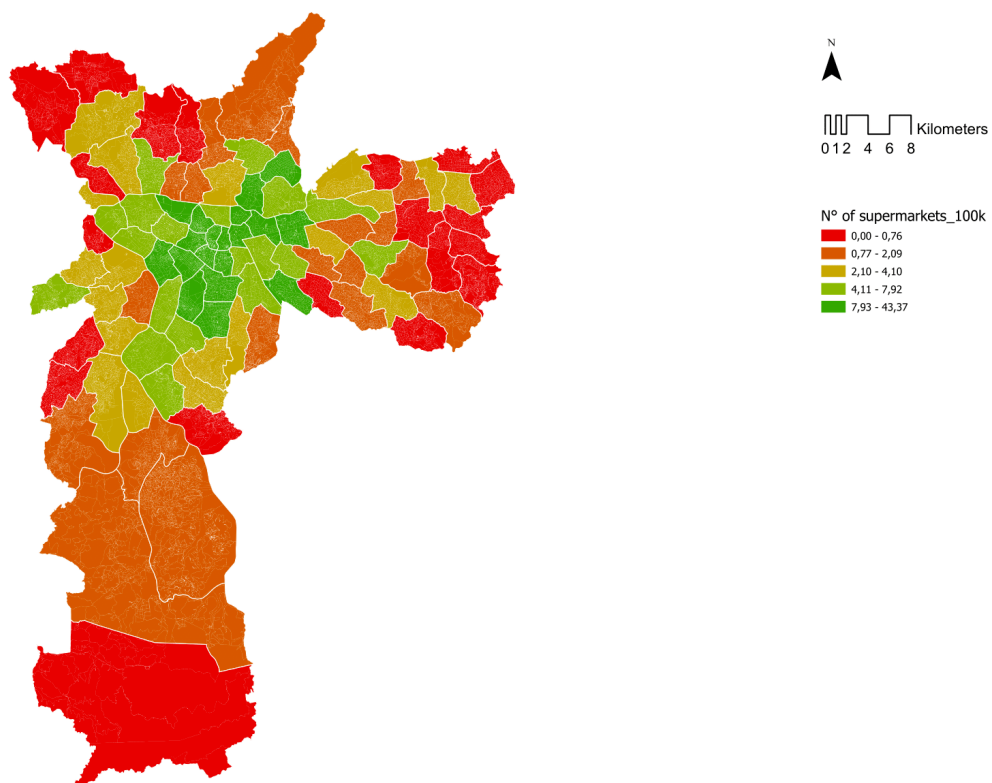 N
Kilometers
0 1 2 4 6 8
N° of supermarkets_100k
0,00 - 0,76
0,77 - 2,09
2,10 - 4,10
4,11 - 7,92
7,93 - 43,37